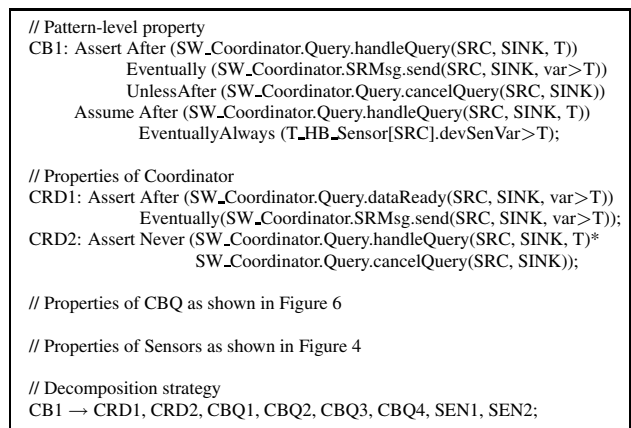 // Pattern-level property
CB1: Assert After (SW_Coordinator.Query.handleQuery(SRC, SINK, T))
Eventually (SW_Coordinator.SRMsg.send(SRC, SINK, var>T))
UnlessAfter (SW_Coordinator.Query.cancelQuery(SRC, SINK))
Assume After (SW_Coordinator.Query.handleQuery(SRC, SINK, T))
EventuallyAlways (T_HB_Sensor[SRC].devSenVar>T);
// Properties of Coordinator
CRD1: Assert After (SW_Coordinator.Query.dataReady(SRC, SINK, var>T))
Eventually(SW_Coordinator.SRMsg.send(SRC, SINK, var>T));
CRD2: Assert Never (SW_Coordinator.Query.handleQuery(SRC, SINK, T)*
SW_Coordinator.Query.cancelQuery(SRC, SINK));
// Properties of CBQ as shown in Figure 6
// Properties of Sensors as shown in Figure 4
// Decomposition strategy
CB1 → CRD1, CRD2, CBQ1, CBQ2, CBQ3, CBQ4, SEN1, SEN2;